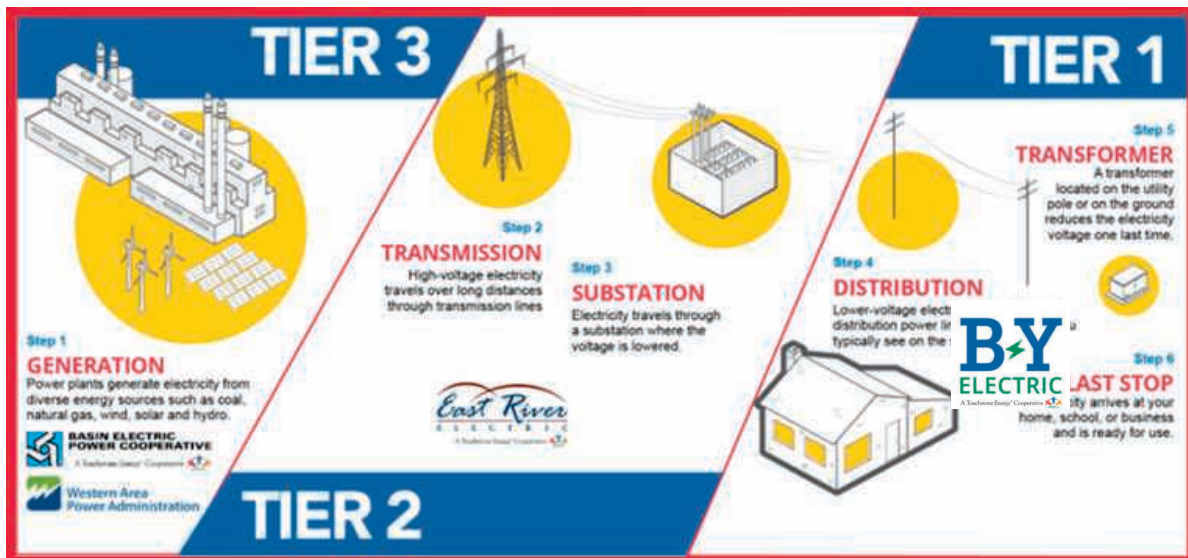 TIER 3
Step 1
GENERATION
Power plants generate electricity from
diverse energy sources such as coal,
natural gas, wind, solar and hydro.
BASIN ELECTRIC
POWER COOPERATIVE
A Touchstone Energy® Cooperative
Western Area
Power Administration
Step 2
TRANSMISSION
High-voltage electricity
travels over long distances
through transmission lines
Step 3
SUBSTATION
Electricity travels through
a substation where the
voltage is lowered.
East River
ELECTRIC
A Touchstone Energy® Cooperative
TIER 2
TIER 1
Step 4
DISTRIBUTION
Lower-voltage
distribution power
typically see on the
Step 5
TRANSFORMER
A transformer
located on the utility
pole or on the ground
reduces the electricity
voltage one last time.
B Y
ELECTRIC
A Touchstone Energy® Cooperative
Step 6
LAST STOP
arrives at your
home, school, or business
and is ready for use.